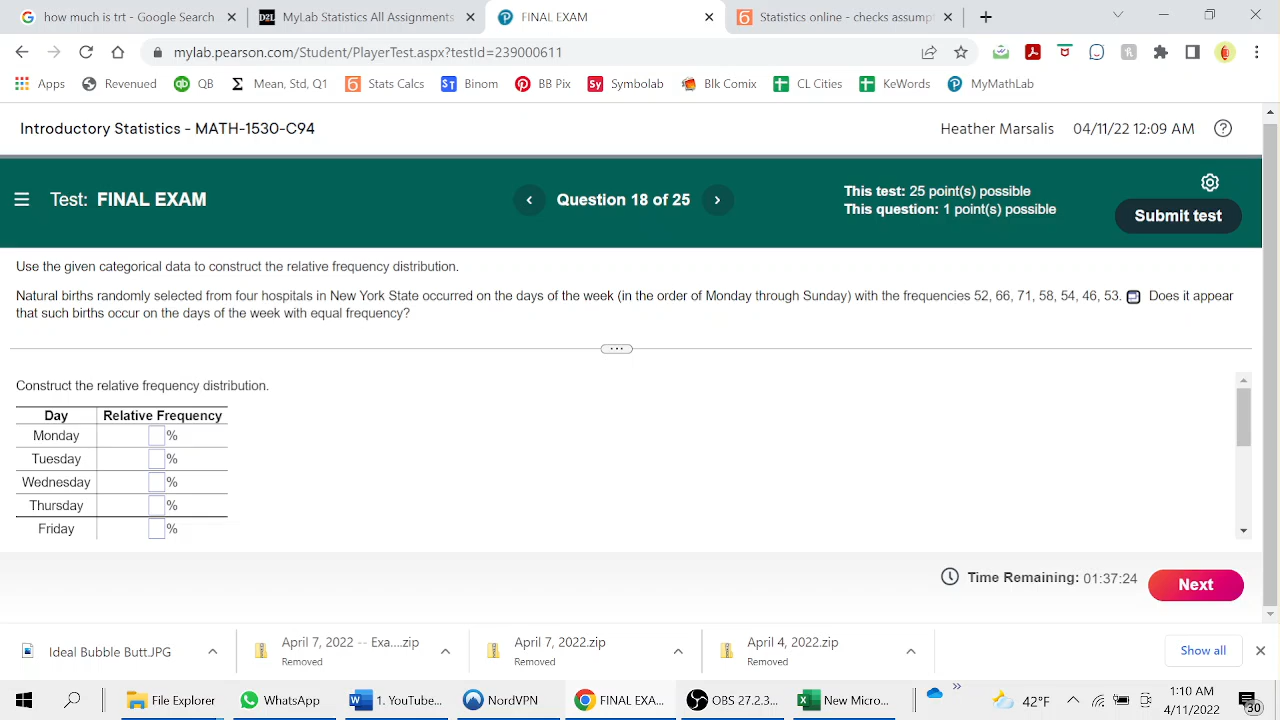 how much is trt - Google Search
MyLab Statistics All Assignments
FINAL EXAM
Statistics online - checks assump
mylab.pearson.com/Student/PlayerTest.aspx?testId=239000611
Apps
Revenued
QB
Mean, Std, Q1
Stats Calcs
Binom
BB Pix
Symbolab
Blk Comix
CL Cities
KeWords
MyMathLab
Introductory Statistics - MATH-1530-C94
Heather Marsalis
04/11/22 12:09 AM
Test: FINAL EXAM
Question 18 of 25
This test: 25 point(s) possible
This question: 1 point(s) possible
Submit test
Use the given categorical data to construct the relative frequency distribution.
Natural births randomly selected from four hospitals in New York State occurred on the days of the week (in the order of Monday through Sunday) with the frequencies 52, 66, 71, 58, 54, 46, 53. Does it appear
that such births occur on the days of the week with equal frequency?
Construct the relative frequency distribution.
Day Relative Frequency
Monday %
Tuesday %
Wednesday %
Thursday %
Friday %
Time Remaining: 01:37:24
Next
Ideal Bubble Butt.JPG
April 7, 2022 -- Exa....zip
Removed
April 7, 2022.zip
Removed
April 4, 2022.zip
Removed
Show all
File Explorer
WhatsApp
1. YouTube...
NordVPN
FINAL EXA...
OBS 27.2.3...
New Micro...
42°F
1:10 AM
4/11/2022
30